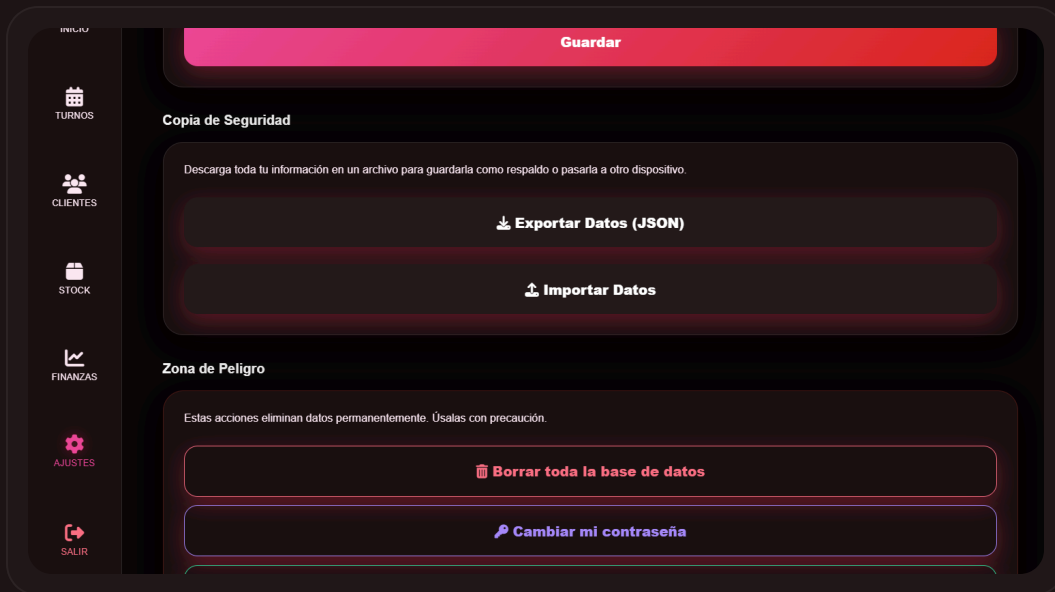 INICIO
TURNOS
CLIENTES
STOCK
FINANZAS
AJUSTES
SALIR
Guardar
Copia de Seguridad
Descarga toda tu información en un archivo para guardarla como respaldo o pasarla a otro dispositivo.
Exportar Datos (JSON)
Importar Datos
Zona de Peligro
Estas acciones eliminan datos permanentemente. Úsalas con precaución.
Borrar toda la base de datos
Cambiar mi contraseña